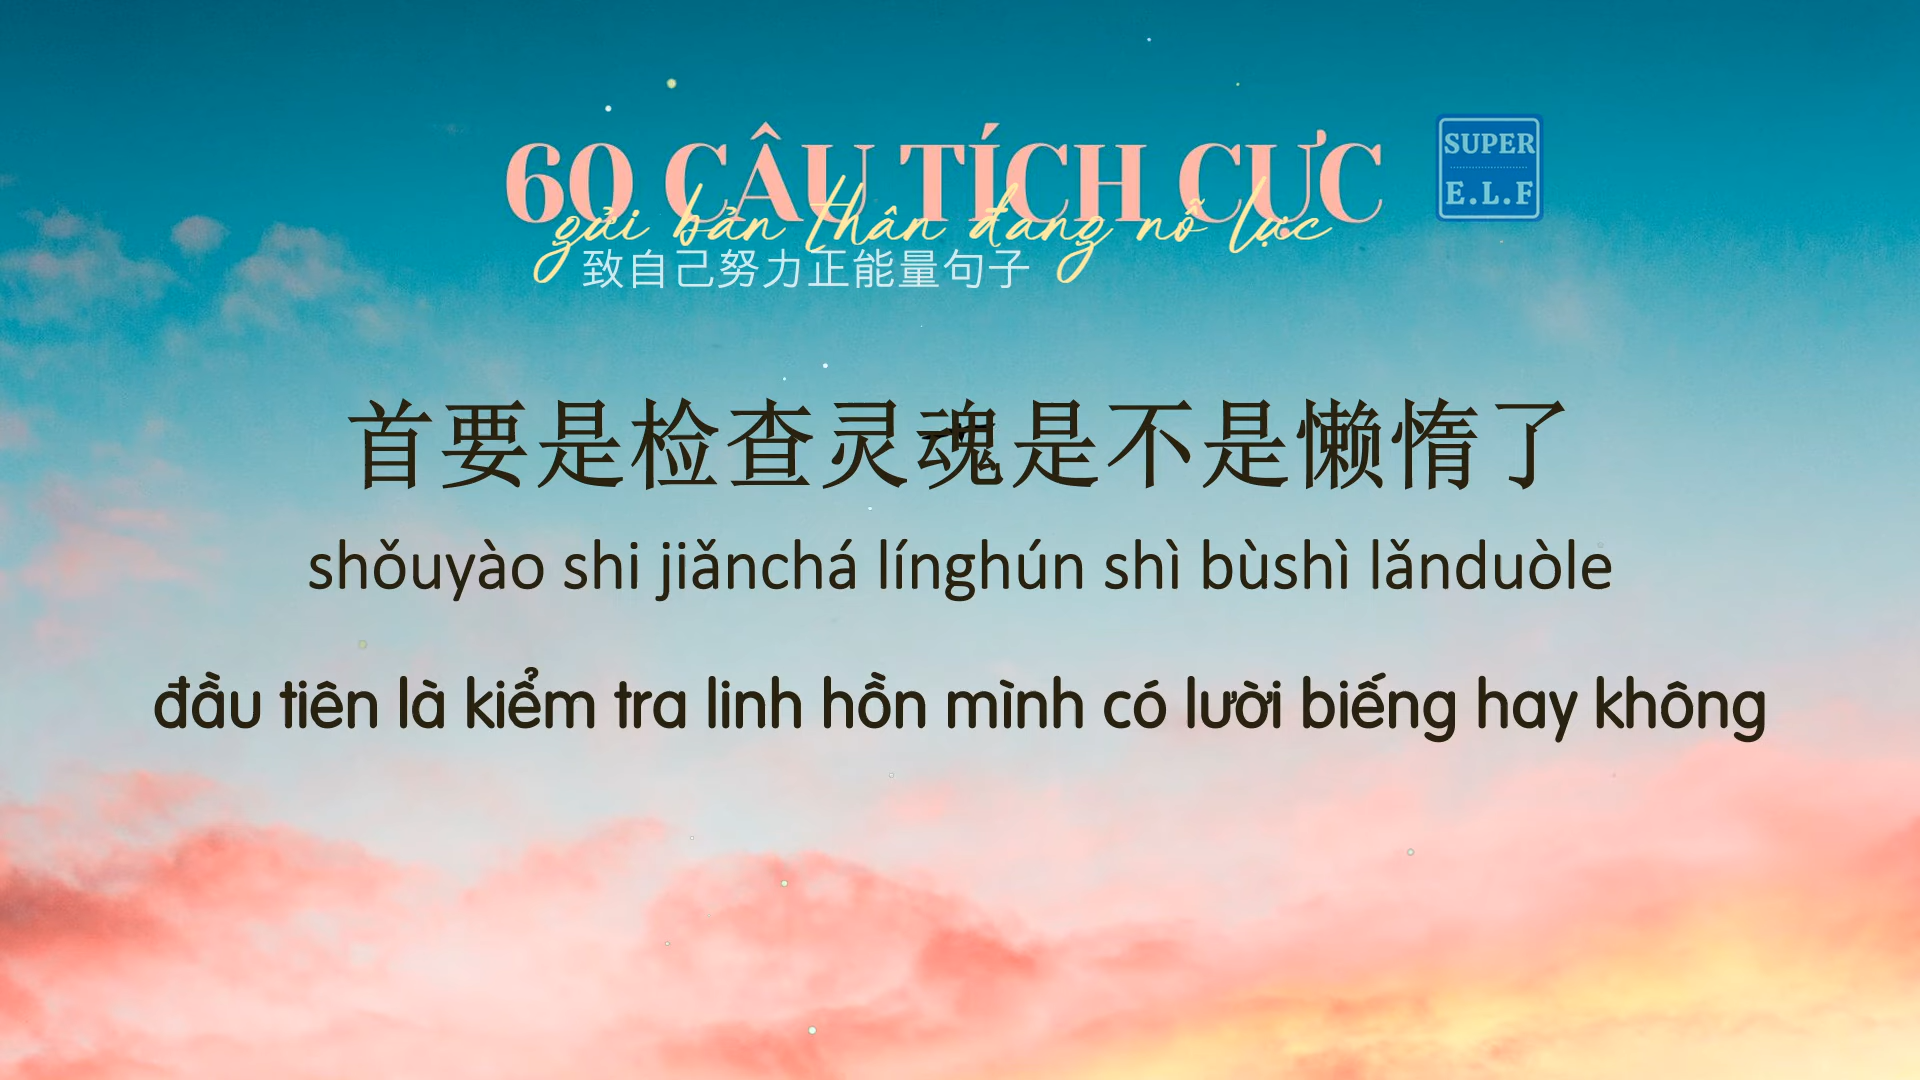 60 CÂU TÍCH CỰC
gửi bản thân đang nỗ lực
致自己努力正能量句子
SUPER
E.L.F
首要是检查灵魂是不是懒惰了
shǒuyào shi jiǎnchá línghún shì bùshì lǎnduòle
đầu tiên là kiểm tra linh hồn mình có lười biếng hay không